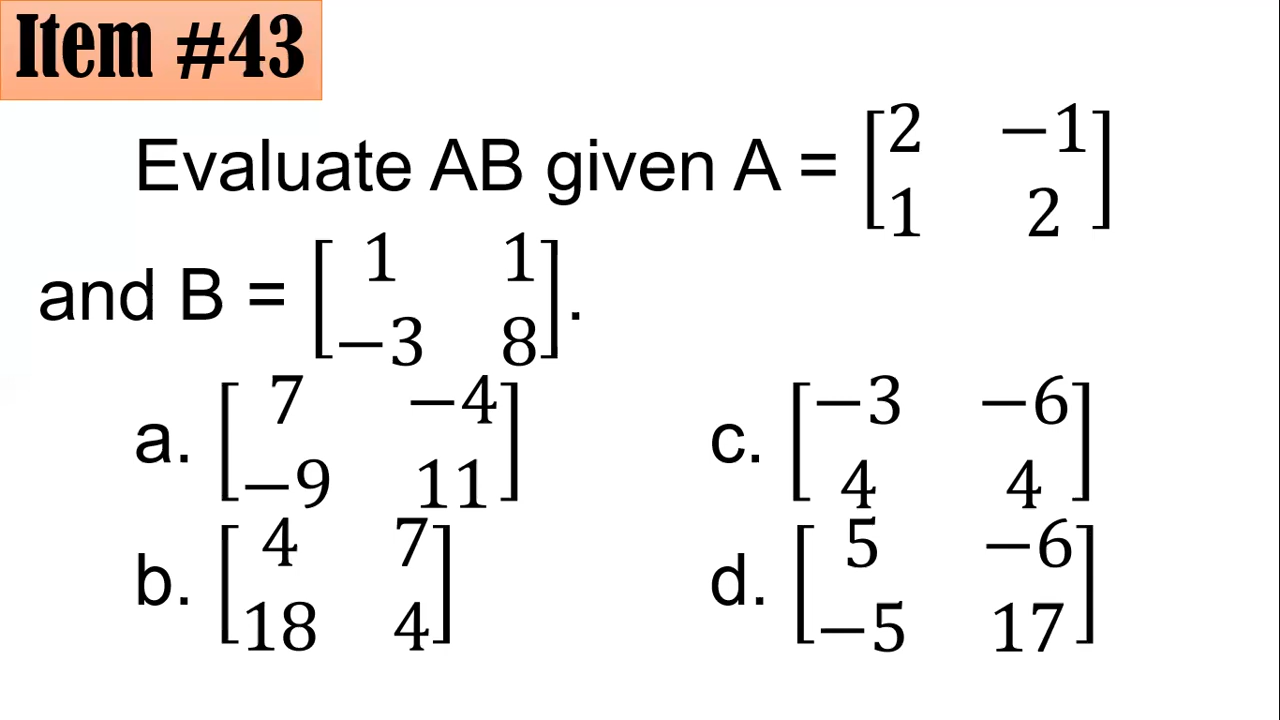 Item #43
Evaluate AB given A = [2 −1
1 2]
and B = [1 1
−3 8].
a. [7 −4
−9 11]
c. [−3 −6
4 4]
b. [4 7
18 4]
d. [5 −6
−5 17]